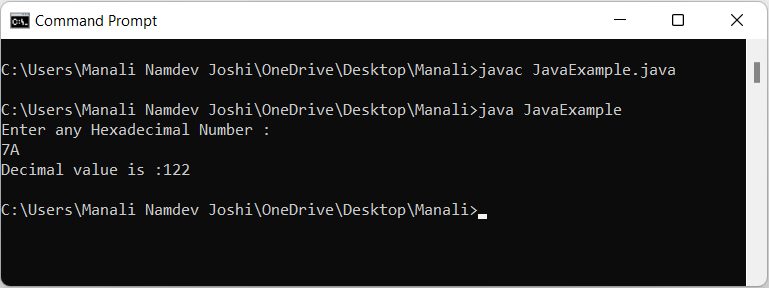 Command Prompt
C:\Users\Manali Namdev Joshi\OneDrive\Desktop\Manali>javac JavaExample.java
C:\Users\Manali Namdev Joshi\OneDrive\Desktop\Manali>java JavaExample
Enter any Hexadecimal Number :
7A
Decimal value is :122
C:\Users\Manali Namdev Joshi\OneDrive\Desktop\Manali>